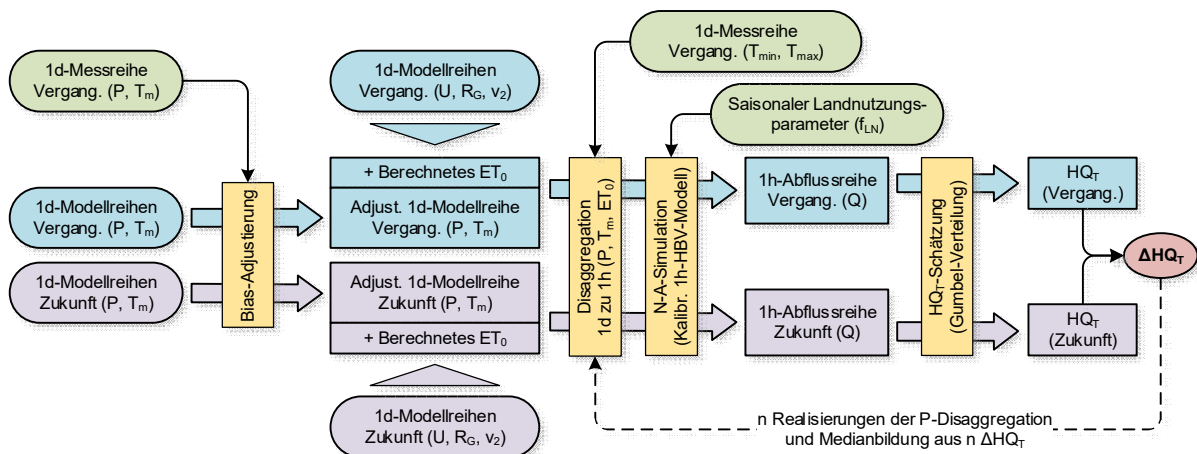 1d-Messreihe
Vergang. (P, Tm)
1d-Modellreihen
Vergang. (U, RG, v2)
1d-Messreihe
Vergang. (Tmin, Tmax)
Saisonaler Landnutzungs-
parameter (fLN)
1d-Modellreihen
Vergang. (P, Tm)
1d-Modellreihen
Zukunft (P, Tm)
Bias-Adjustierung
+ Berechnetes ET0
Adjust. 1d-Modellreihe
Vergang. (P, Tm)
Adjust. 1d-Modellreihe
Zukunft (P, Tm)
+ Berechnetes ET0
1d-Modellreihen
Zukunft (U, RG, v2)
Disaggregation
1d zu 1h (P, Tm, ET0)
N-A-Simulation
(Kalibr. 1h-HBV-Modell)
1h-Abflussreihe
Vergang. (Q)
1h-Abflussreihe
Zukunft (Q)
HQT-Schätzung
(Gumbel-Verteilung)
HQT
(Vergang.)
HQT
(Zukunft)
ΔHQT
n Realisierungen der P-Disaggregation
und Medianbildung aus n ΔHQT